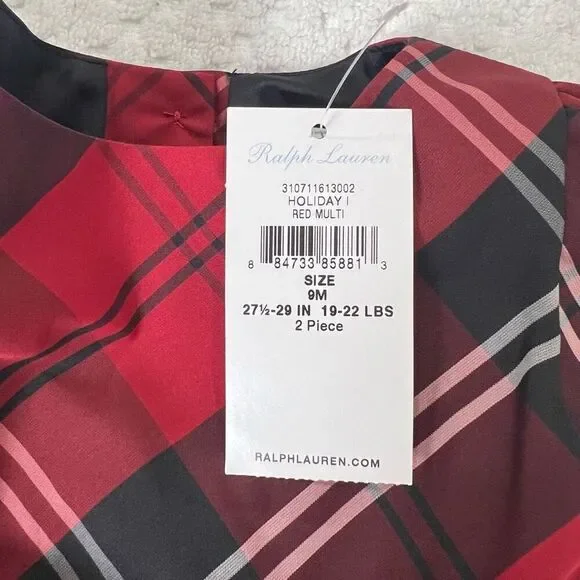 Ralph Lauren
310711613002
HOLIDAY I
RED MULTI
8 84733 85881 3
SIZE
9M
27½-29 IN 19-22 LBS
2 Piece
RALPHLAUREN.COM